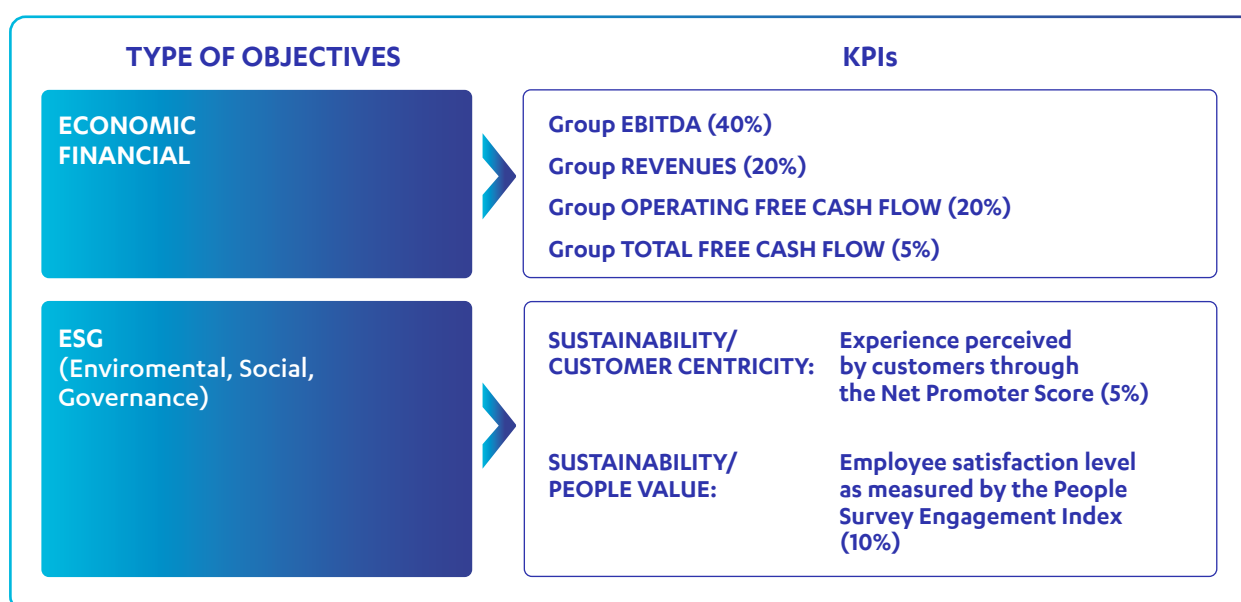 TYPE OF OBJECTIVES
KPIs
ECONOMIC
FINANCIAL
Group EBITDA (40%)
Group REVENUES (20%)
Group OPERATING FREE CASH FLOW (20%)
Group TOTAL FREE CASH FLOW (5%)
ESG
(Enviromental, Social,
Governance)
SUSTAINABILITY/
CUSTOMER CENTRICITY:
Experience perceived
by customers through
the Net Promoter Score (5%)
SUSTAINABILITY/
PEOPLE VALUE:
Employee satisfaction level
as measured by the People
Survey Engagement Index
(10%)